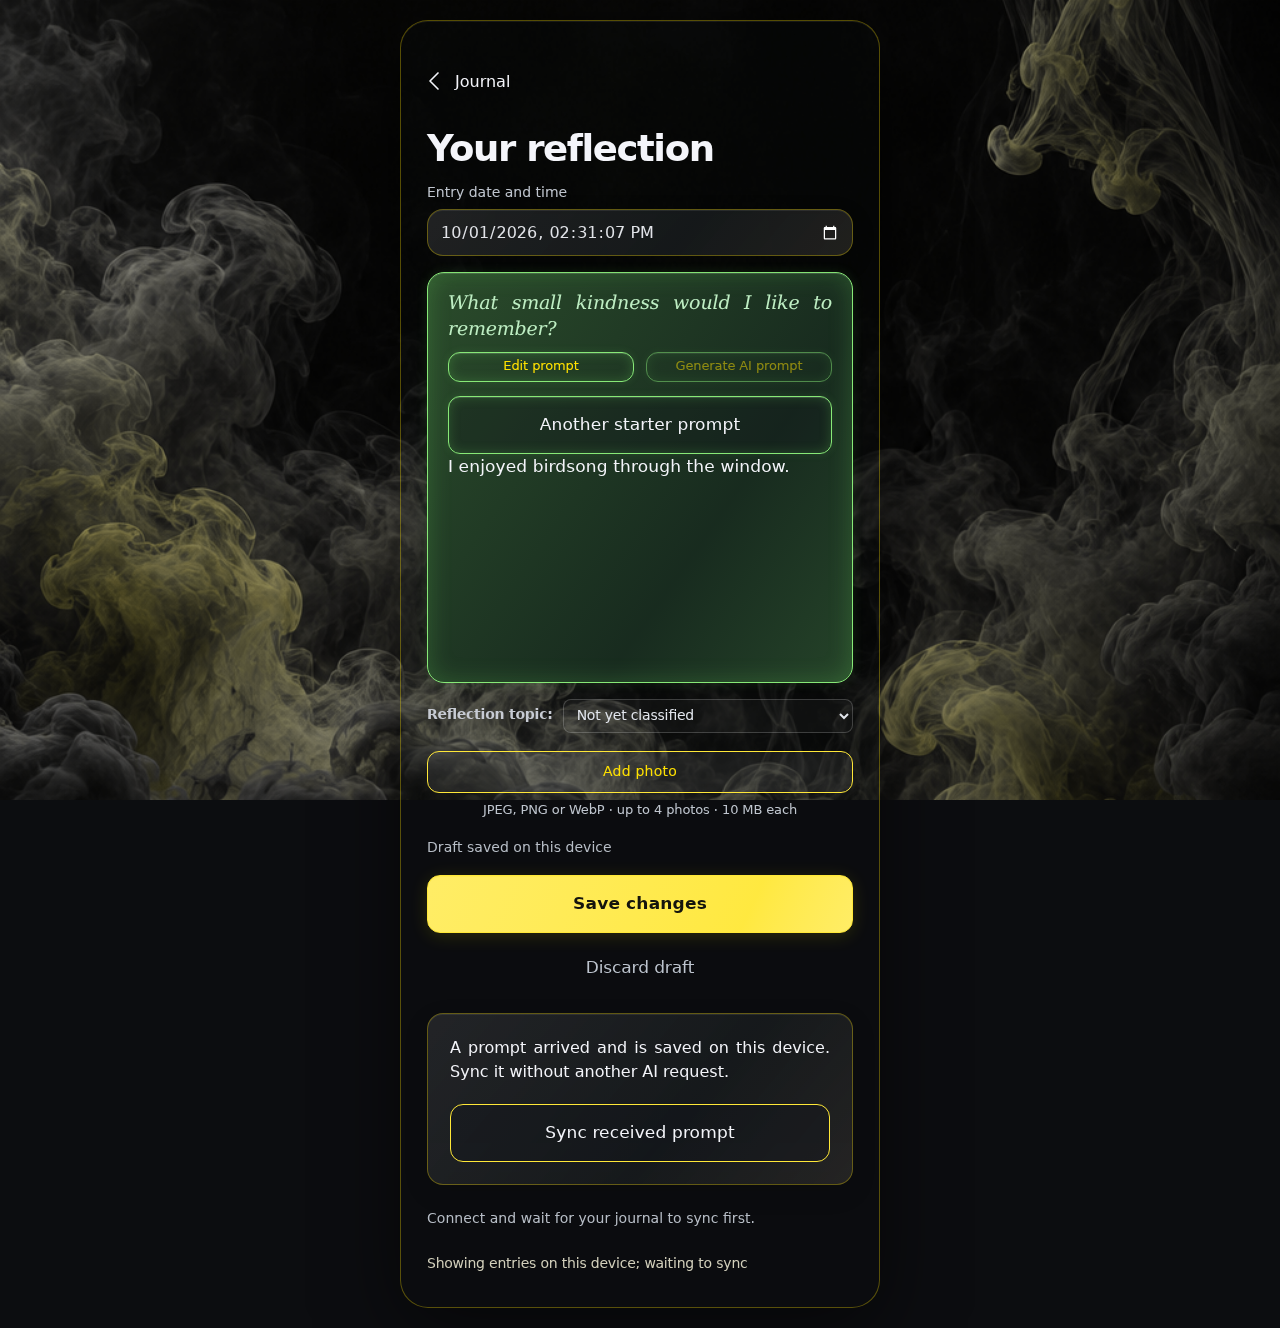 Journal
Your reflection
Entry date and time
10/01/2026, 02:31:07 PM
What small kindness would I like to
remember?
Edit prompt
Generate AI prompt
Another starter prompt
I enjoyed birdsong through the window.
Reflection topic:
Not yet classified
Add photo
JPEG, PNG or WebP · up to 4 photos · 10 MB each
Draft saved on this device
Save changes
Discard draft
A prompt arrived and is saved on this device.
Sync it without another AI request.
Sync received prompt
Connect and wait for your journal to sync first.
Showing entries on this device; waiting to sync